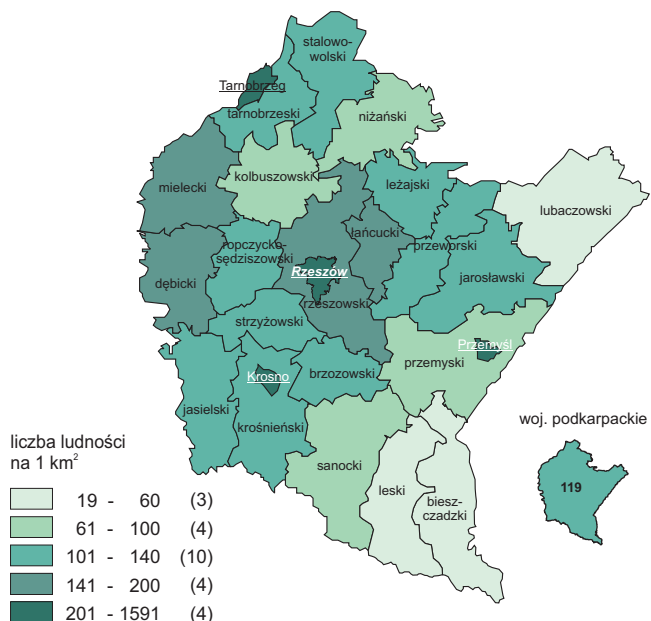 stalowo-
wolski
Tarnobrzeg
tarnobrzeski
niżański
mielecki
kolbuszowski
leżajski
lubaczowski
ropczycko-
sędziszowski
łańcucki
przeworski
jarosławski
dębicki
Rzeszów
rzeszowski
strzyżowski
Przemyśl
przemyski
Krosno
brzozowski
jasielski
krośnieński
sanocki
leski
biesz-
czadzki
woj. podkarpackie
119
liczba ludności
na 1 km²
19 - 60 (3)
61 - 100 (4)
101 - 140 (10)
141 - 200 (4)
201 - 1591 (4)